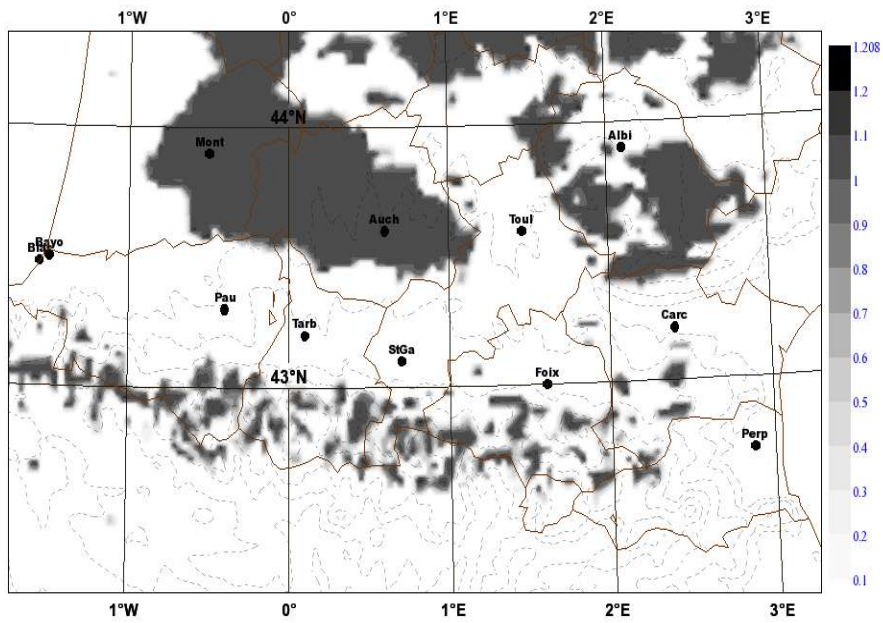 1°W 0° 1°E 2°E 3°E
1.208
1.2
44°N
1.1
Mont
Albi
1
Auch
Toul
0.9
Bayo
0.8
Pau
0.7
Tarb
Carc
StGa
0.6
43°N
Foix
0.5
Perp
0.4
0.3
0.2
0.1
1°W 0° 1°E 2°E 3°E